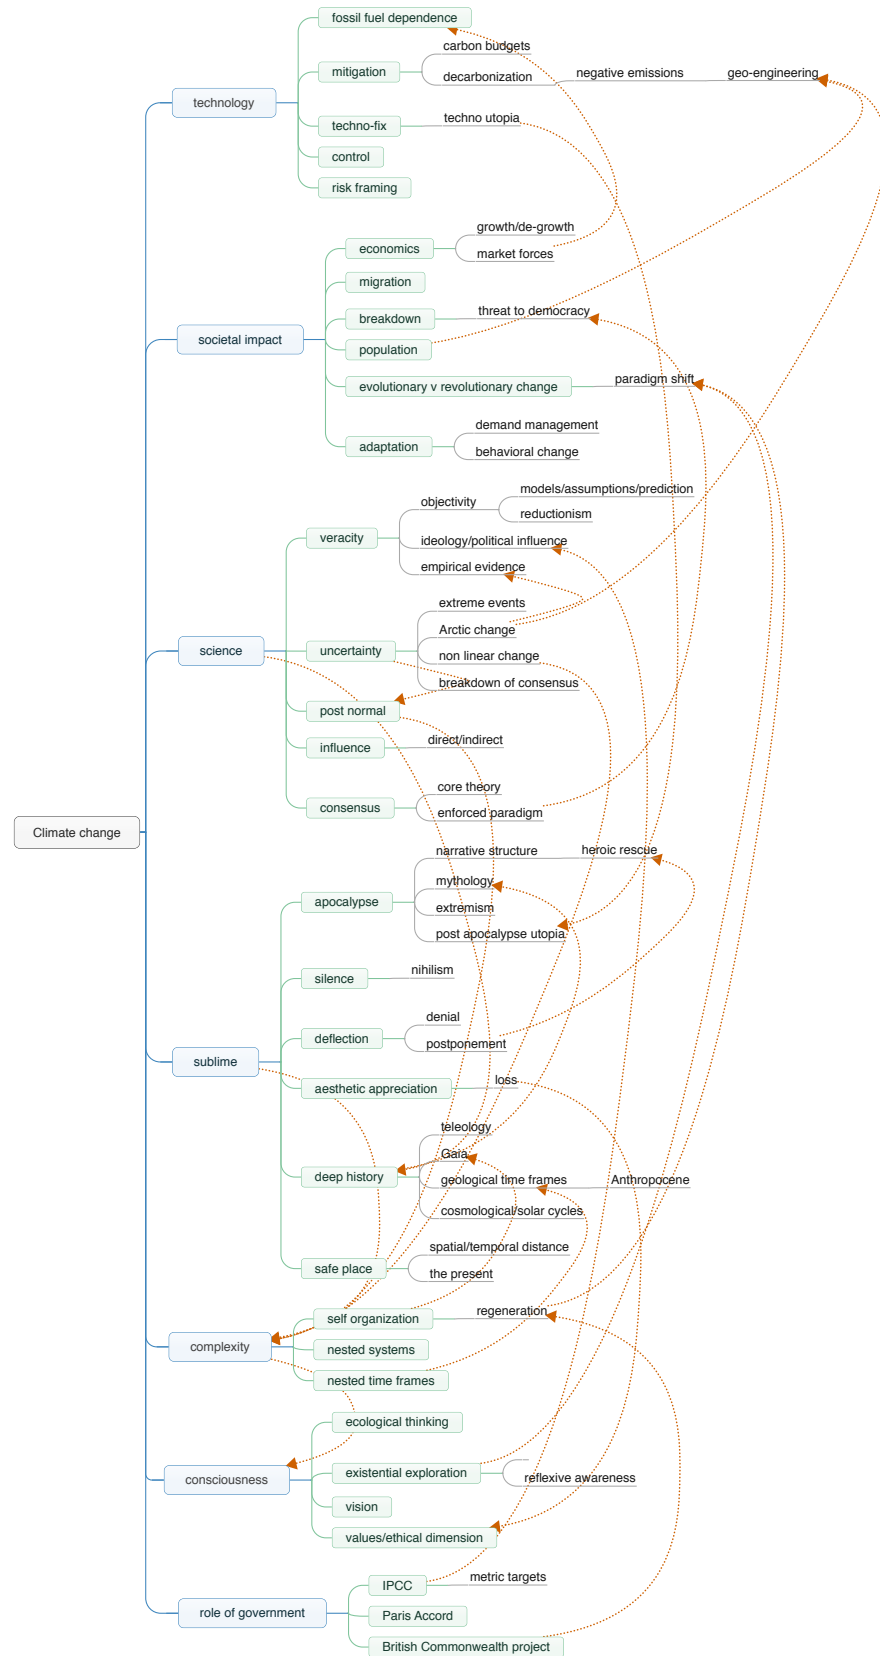 fossil fuel dependence
carbon budgets
mitigation
decarbonization
negative emissions
geo-engineering
technology
techno-fix
techno utopia
control
risk framing
growth/de-growth
economics
market forces
migration
breakdown
threat to democracy
societal impact
population
evolutionary v revolutionary change
paradigm shift
demand management
adaptation
behavioral change
models/assumptions/prediction
objectivity
reductionism
veracity
ideology/political influence
empirical evidence
extreme events
Arctic change
science
uncertainty
non linear change
breakdown of consensus
post normal
influence
direct/indirect
core theory
consensus
enforced paradigm
Climate change
narrative structure
heroic rescue
mythology
apocalypse
extremism
post apocalypse utopia
silence
nihilism
denial
deflection
postponement
sublime
aesthetic appreciation
loss
teleology
Gaia
deep history
geological time frames
Anthropocene
cosmological/solar cycles
spatial/temporal distance
safe place
the present
self organization
regeneration
complexity
nested systems
nested time frames
ecological thinking
consciousness
existential exploration
reflexive awareness
vision
values/ethical dimension
IPCC
metric targets
role of government
Paris Accord
British Commonwealth project